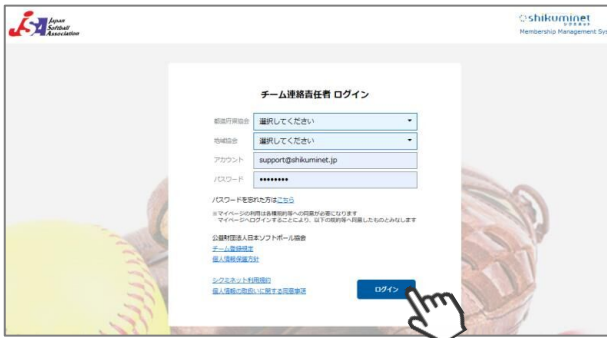 JSA Japan
Softball
Association
shikuminet
シクミネット
Membership Management Sys
チーム連絡責任者 ログイン
都道府県協会 選択してください
地域協会 選択してください
アカウント support@shikuminet.jp
パスワード ••••••••
パスワードを忘れた方はこちら
※マイページの利用は各種規約等への同意が必要になります
マイページへログインすることにより、以下の規約等へ同意したものとみなします
公益財団法人日本ソフトボール協会
チーム登録規定
個人情報保護方針
シクミネット利用規約
個人情報の取扱いに関する同意事項
ログイン